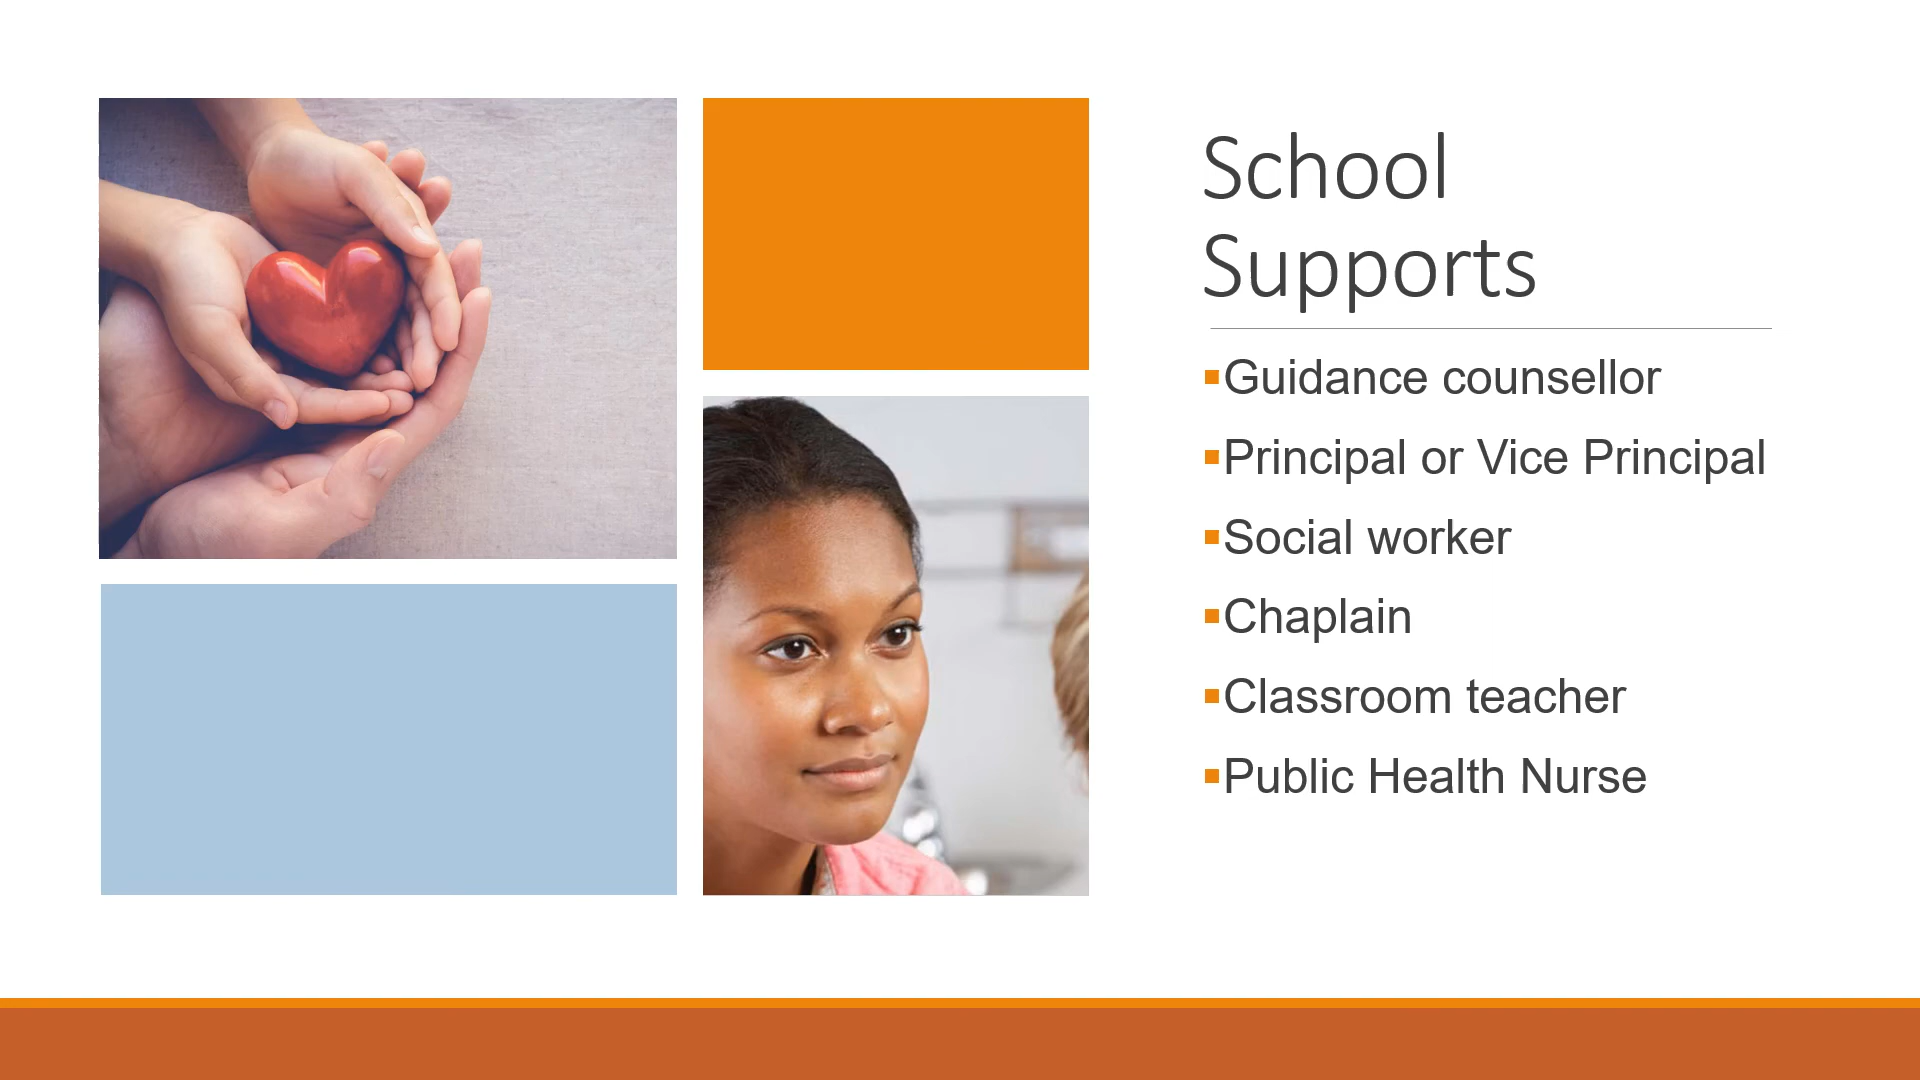 School
Supports
▪Guidance counsellor
▪Principal or Vice Principal
▪Social worker
▪Chaplain
▪Classroom teacher
▪Public Health Nurse